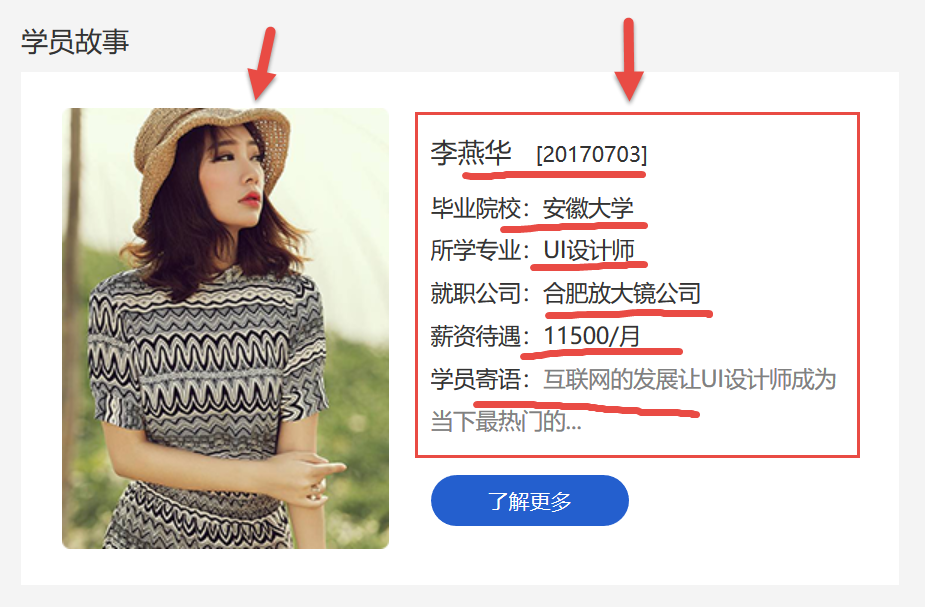 学员故事
李燕华 [20170703]
毕业院校：安徽大学
所学专业：UI设计师
就职公司：合肥放大镜公司
薪资待遇：11500/月
学员寄语：互联网的发展让UI设计师成为
当下最热门的...
了解更多